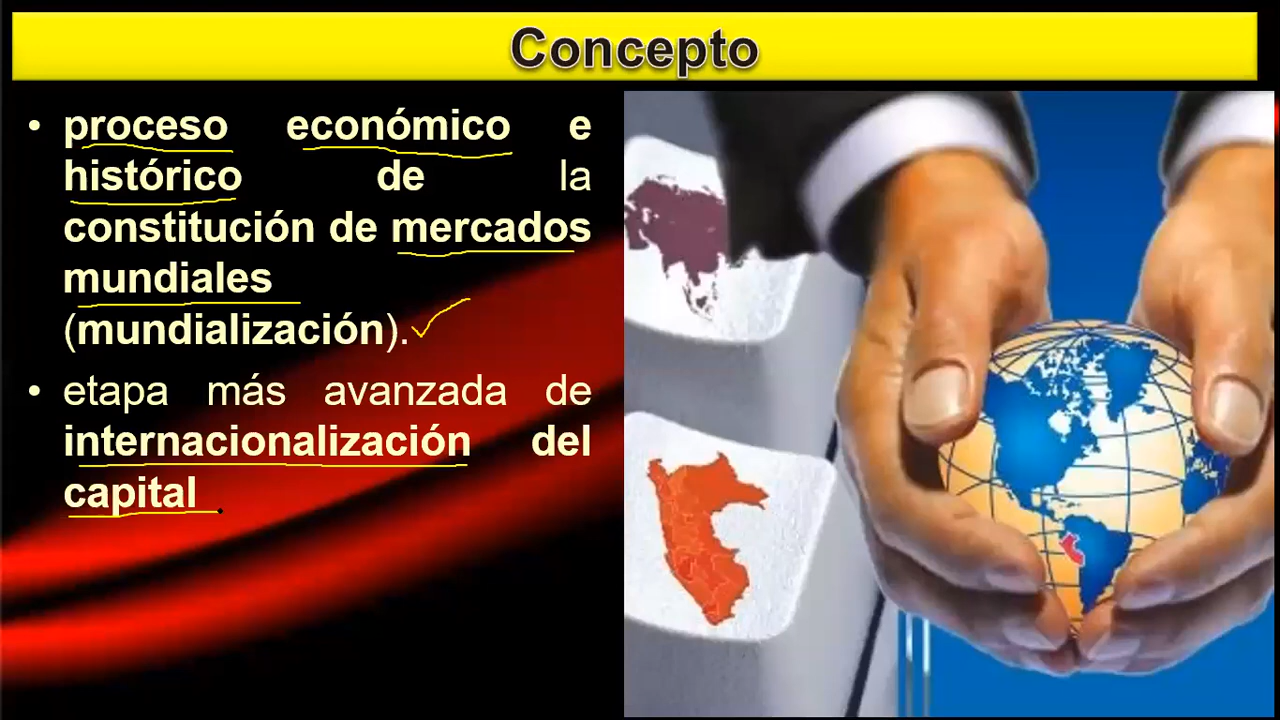 Concepto
• proceso económico e
histórico de la
constitución de mercados
mundiales
(mundialización).
• etapa más avanzada de
internacionalización del
capital